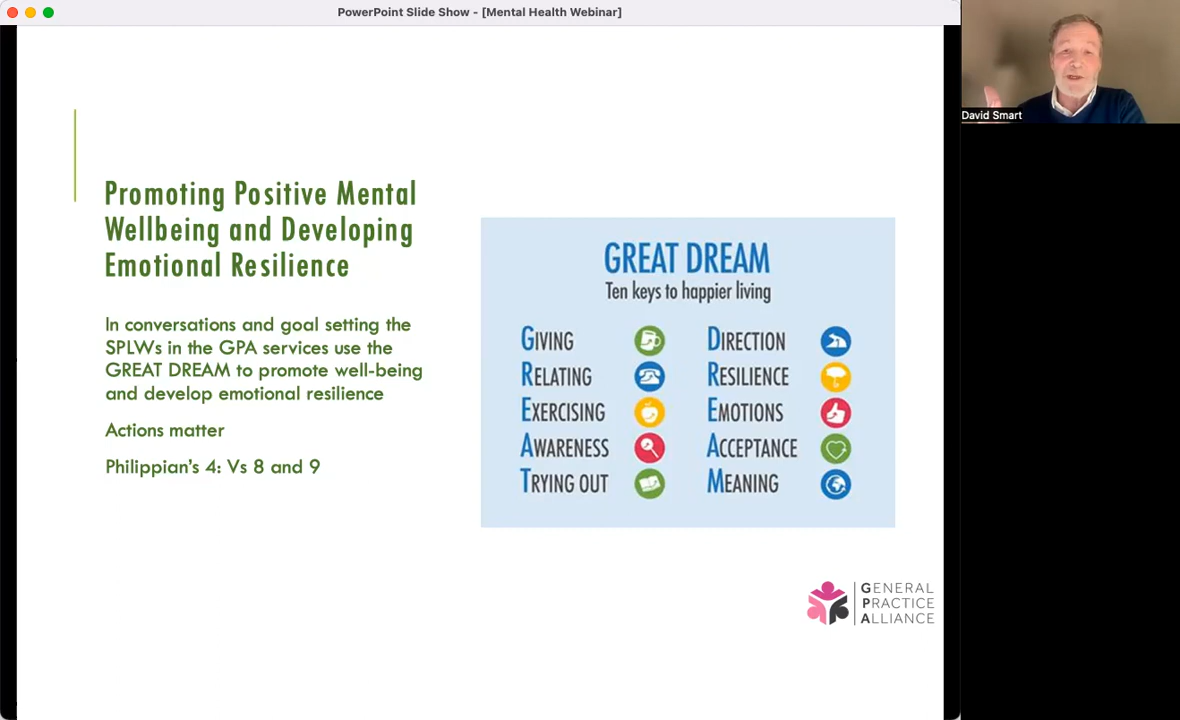 PowerPoint Slide Show - [Mental Health Webinar]
David Smart
Promoting Positive Mental
Wellbeing and Developing
Emotional Resilience
In conversations and goal setting the
SPLWs in the GPA services use the
GREAT DREAM to promote well-being
and develop emotional resilience
Actions matter
Philippian's 4: Vs 8 and 9
GREAT DREAM
Ten keys to happier living
GIVING
RELATING
EXERCISING
AWARENESS
TRYING OUT
DIRECTION
RESILIENCE
EMOTIONS
ACCEPTANCE
MEANING
GENERAL
PRACTICE
ALLIANCE